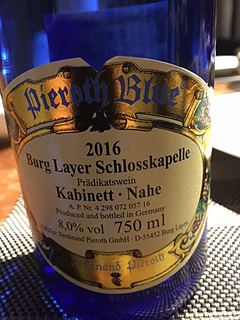 Pieroth Blue
2016
Burg Layer Schlosskapelle
Prädikatswein
Kabinett · Nahe
A. P. Nr. 4 298 072 057 16
Produced and bottled in Germany
8,0% vol 750 ml
Ferdinand Pieroth GmbH · D-55452 Burg Layen
Ferdinand Pieroth